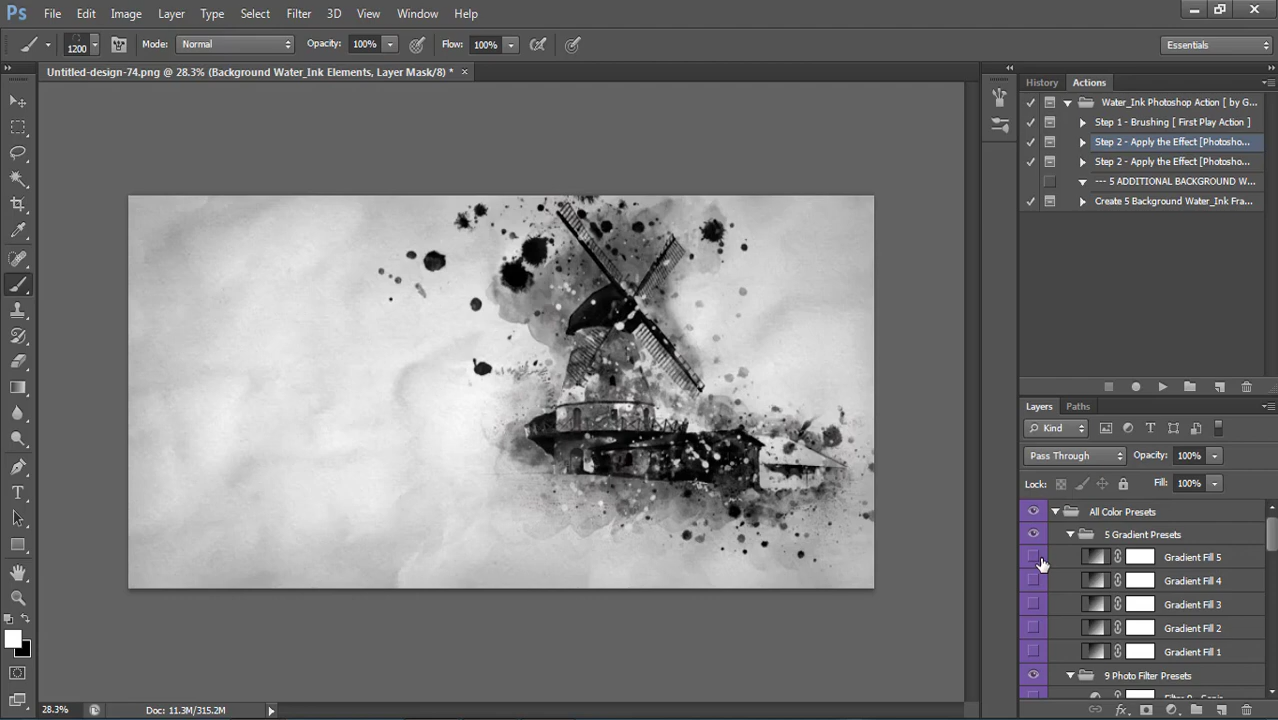 Ps File Edit Image Layer Type Select Filter 3D View Window Help
1200 Mode: Normal Opacity: 100% Flow: 100% Essentials
Untitled-design-74.png @ 28.3% (Background Water_Ink Elements, Layer Mask/8) * ×
History Actions
Water_Ink Photoshop Action [ by G...
Step 1 - Brushing [ First Play Action ]
Step 2 - Apply the Effect [Photosho...
Step 2 - Apply the Effect [Photosho...
--- 5 ADDITIONAL BACKGROUND W...
Create 5 Background Water_Ink Fra...
Layers Paths
Kind
Pass Through Opacity: 100%
Lock: Fill: 100%
All Color Presets
5 Gradient Presets
Gradient Fill 5
Gradient Fill 4
Gradient Fill 3
Gradient Fill 2
Gradient Fill 1
9 Photo Filter Presets
28.3% Doc: 11.3M/315.2M